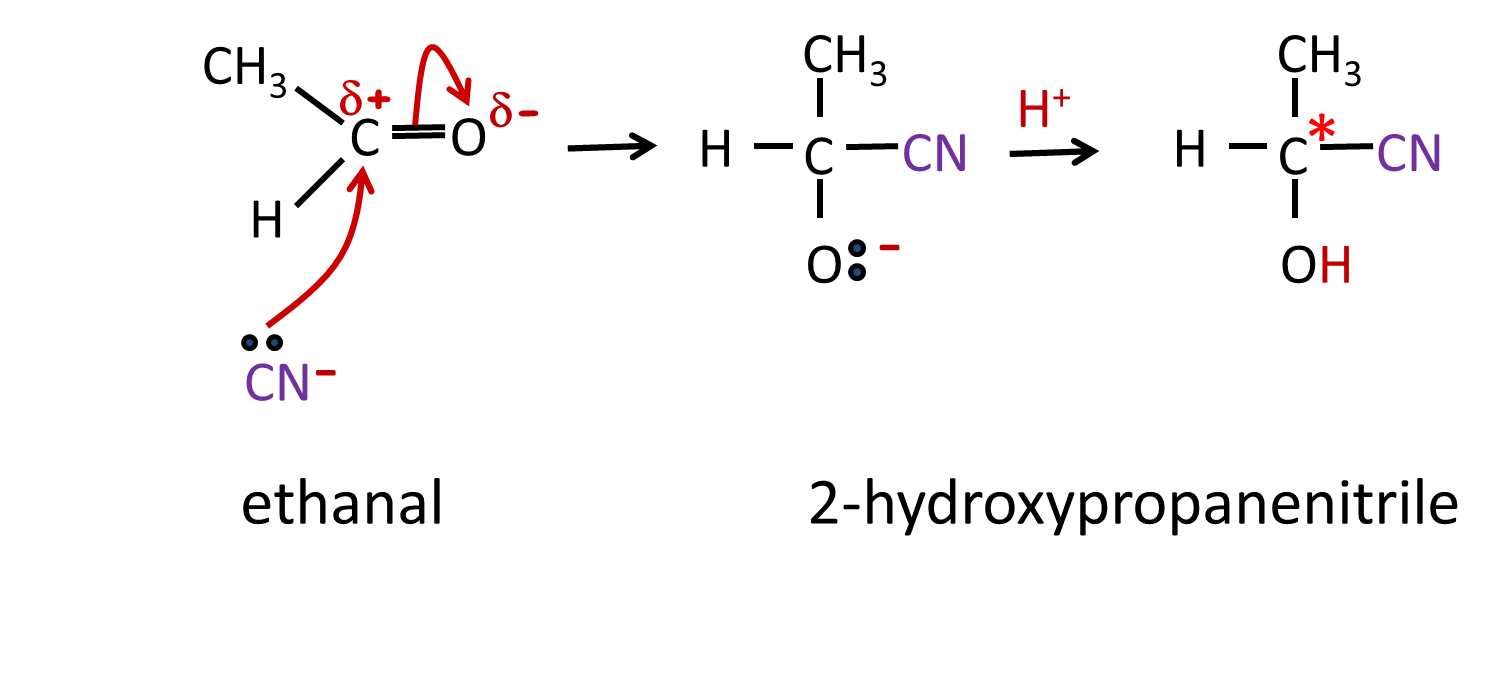 CH₃ δ+ C O δ-
H
CN-
CH₃
H C CN
O -
H⁺
CH₃
H C * CN
OH
ethanal
2-hydroxypropanenitrile